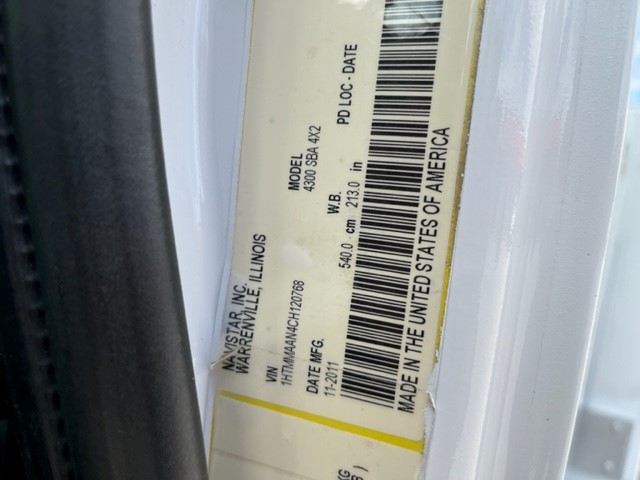 NAVISTAR, INC.
WARRENVILLE, ILLINOIS
VIN
1HTMMAAN4CH120768
MODEL
4300 SBA 4X2
DATE MFG.
11-2011
W.B.
540.0 cm 213.0 in
PD LOC - DATE
MADE IN THE UNITED STATES OF AMERICA